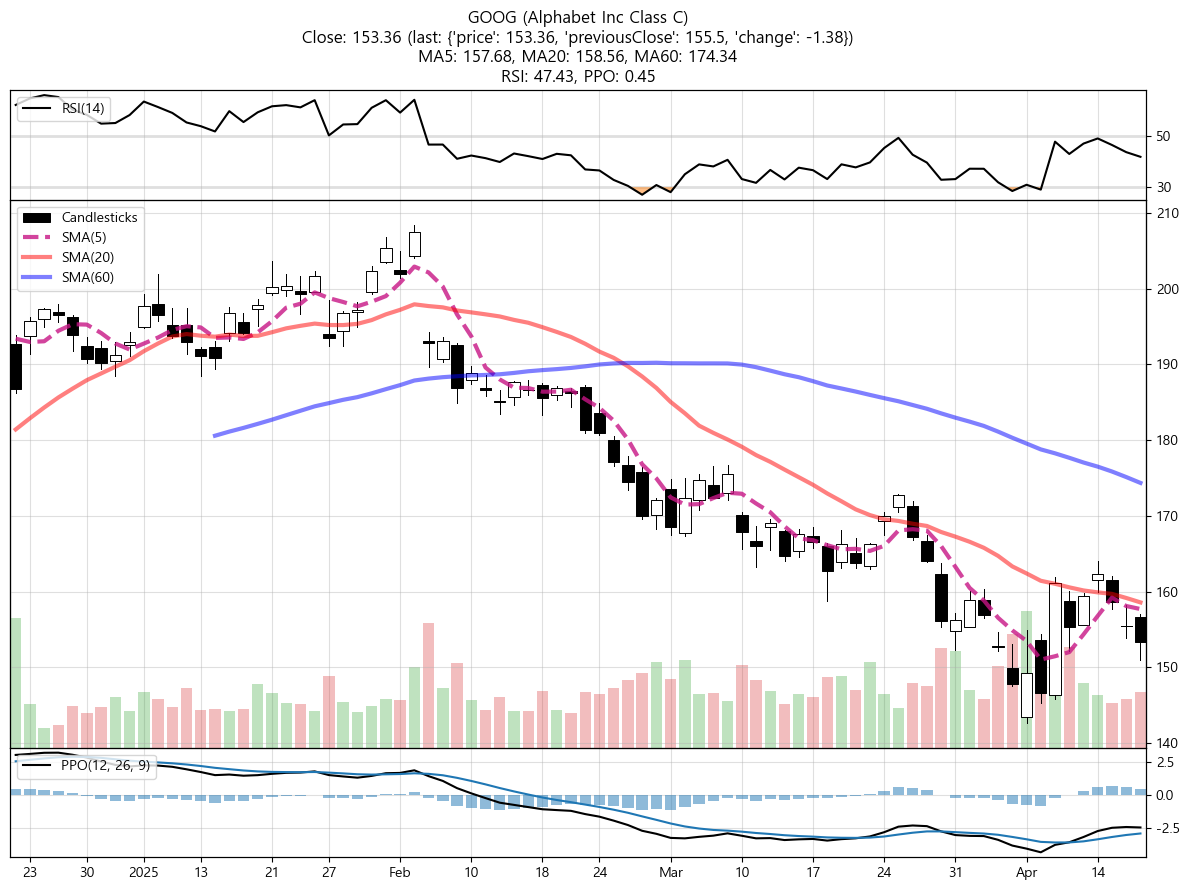 GOOG (Alphabet Inc Class C)
Close: 153.36 (last: {'price': 153.36, 'previousClose': 155.5, 'change': -1.38})
MA5: 157.68, MA20: 158.56, MA60: 174.34
RSI: 47.43, PPO: 0.45
RSI(14)
50
30
Candlesticks
SMA(5)
SMA(20)
SMA(60)
210
200
190
180
170
160
150
140
PPO(12, 26, 9)
2.5
0.0
−2.5
23 30 2025 13 21 27 Feb 10 18 24 Mar 10 17 24 31 Apr 14